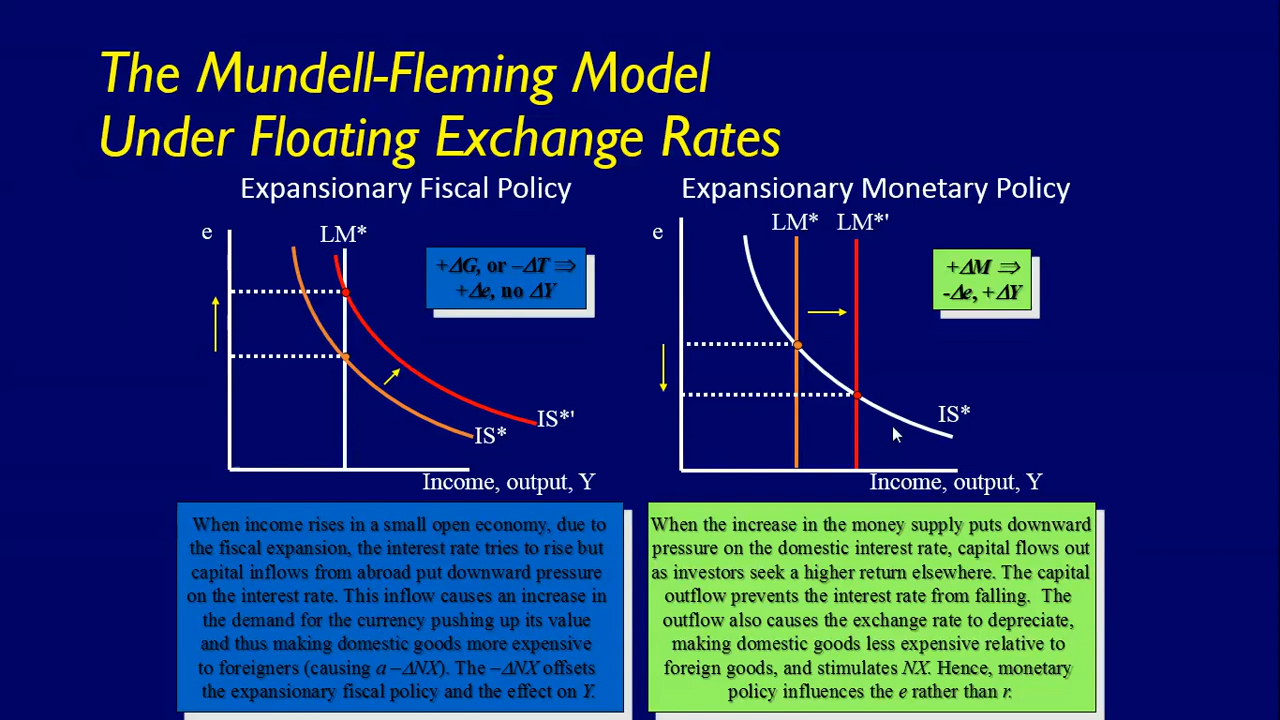 The Mundell-Fleming Model
Under Floating Exchange Rates
Expansionary Fiscal Policy
e
LM*
+ΔG, or –ΔT ⇒
+Δe, no ΔY
IS*'
IS*
Income, output, Y
When income rises in a small open economy, due to
the fiscal expansion, the interest rate tries to rise but
capital inflows from abroad put downward pressure
on the interest rate. This inflow causes an increase in
the demand for the currency pushing up its value
and thus making domestic goods more expensive
to foreigners (causing a –ΔNX). The –ΔNX offsets
the expansionary fiscal policy and the effect on Y.
Expansionary Monetary Policy
e
LM* LM*'
+ΔM ⇒
-Δe, +ΔY
IS*
Income, output, Y
When the increase in the money supply puts downward
pressure on the domestic interest rate, capital flows out
as investors seek a higher return elsewhere. The capital
outflow prevents the interest rate from falling. The
outflow also causes the exchange rate to depreciate,
making domestic goods less expensive relative to
foreign goods, and stimulates NX. Hence, monetary
policy influences the e rather than r.